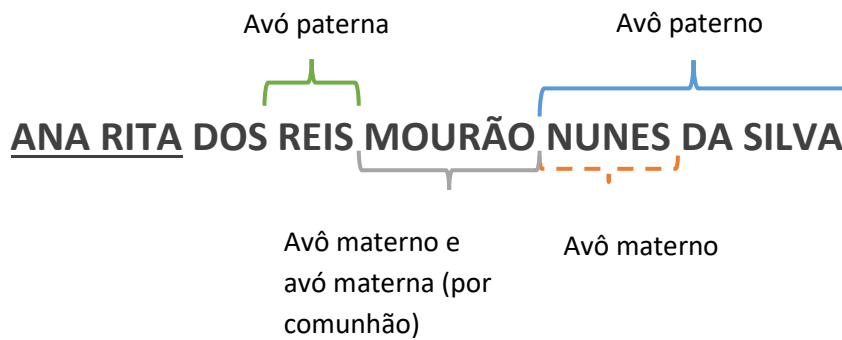 Avó paterna
Avô paterno
ANA RITA DOS REIS MOURÃO NUNES DA SILVA
Avô materno e
avó materna (por
comunhão)
Avô materno